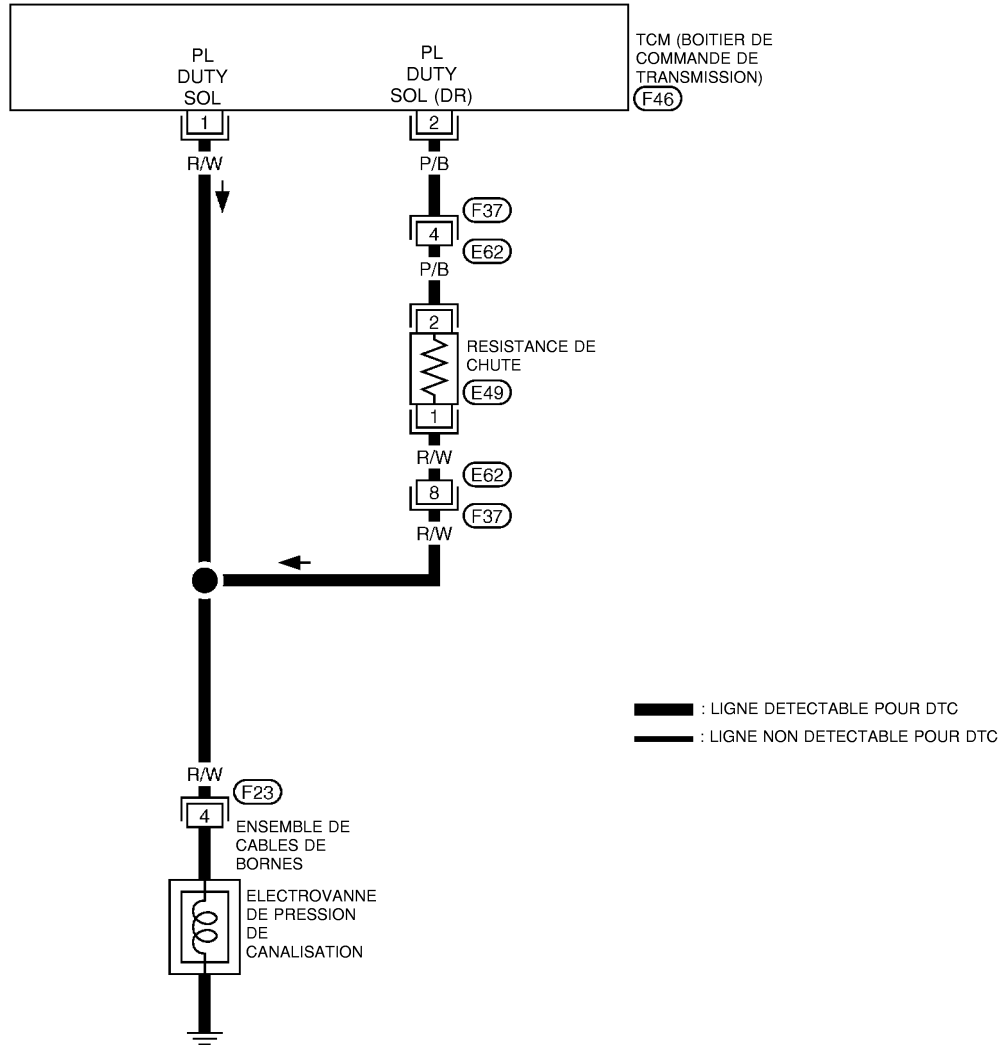 TCM (BOITIER DE
COMMANDE DE
TRANSMISSION)
F46
PL
DUTY
SOL
PL
DUTY
SOL (DR)
1
2
R/W
P/B
F37
4
E62
P/B
2
RESISTANCE DE
CHUTE
E49
1
R/W
E62
8
F37
R/W
: LIGNE DETECTABLE POUR DTC
: LIGNE NON DETECTABLE POUR DTC
R/W
F23
4
ENSEMBLE DE
CABLES DE
BORNES
ELECTROVANNE
DE PRESSION
DE
CANALISATION